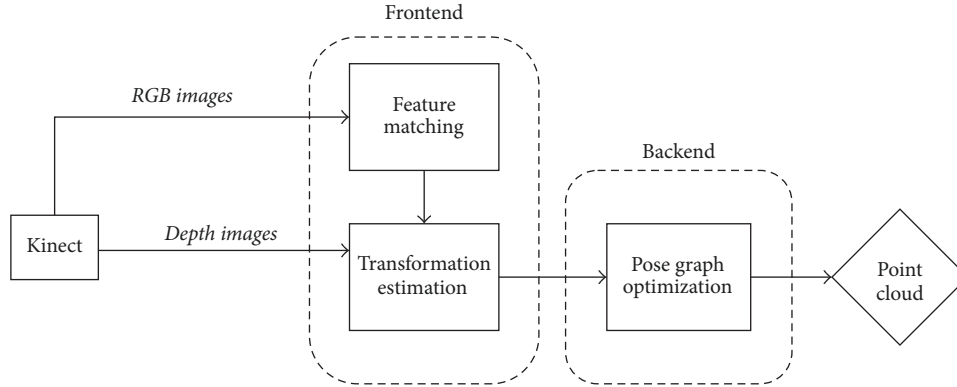 Frontend
RGB images
Feature
matching
Backend
Kinect
Depth images
Transformation
estimation
Pose graph
optimization
Point
cloud